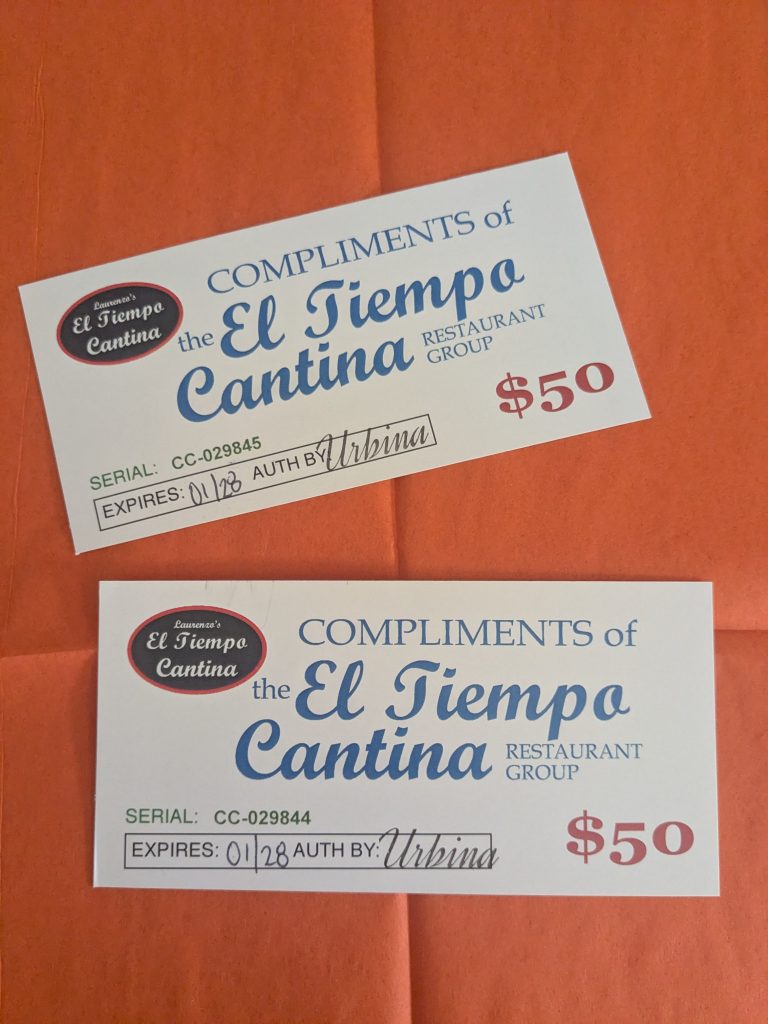 COMPLIMENTS of
Laurenzo's
El Tiempo
Cantina
the El Tiempo
Cantina RESTAURANT
GROUP
$50
SERIAL: CC-029845
EXPIRES: 01/28 AUTH BY: Urbina
Laurenzo's
El Tiempo
Cantina
COMPLIMENTS of
the El Tiempo
Cantina RESTAURANT
GROUP
SERIAL: CC-029844
$50
EXPIRES: 01/28 AUTH BY: Urbina